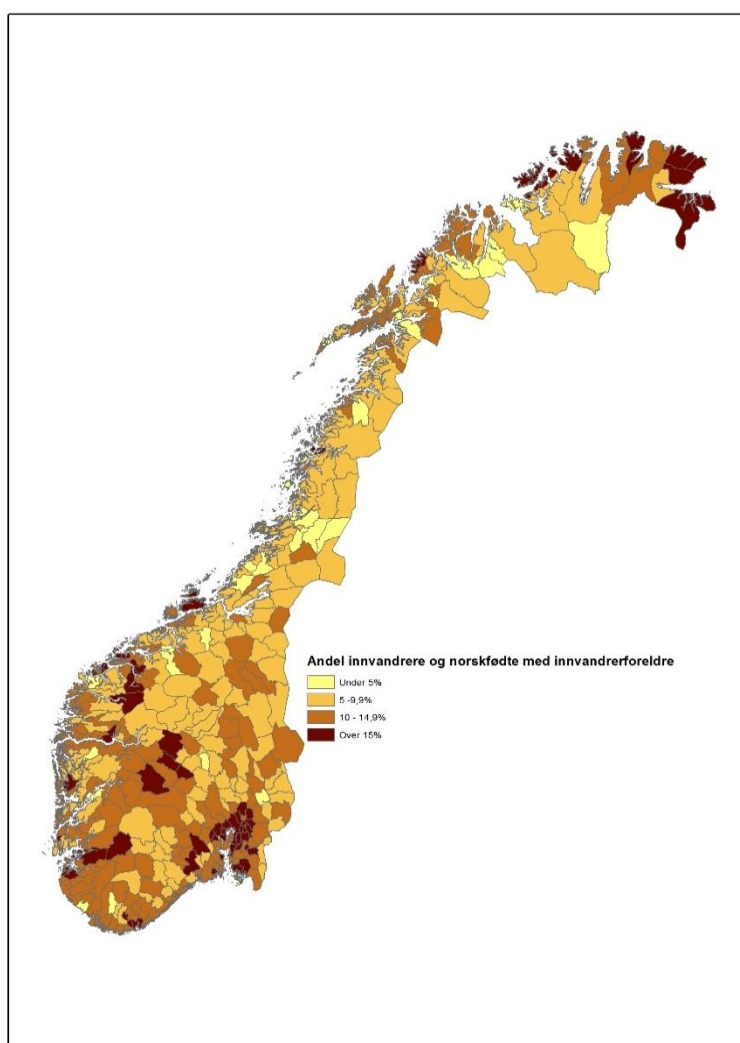 Andel innvandrere og norskfødte med innvandrerforeldre
Under 5%
5 -9,9%
10 - 14,9%
Over 15%